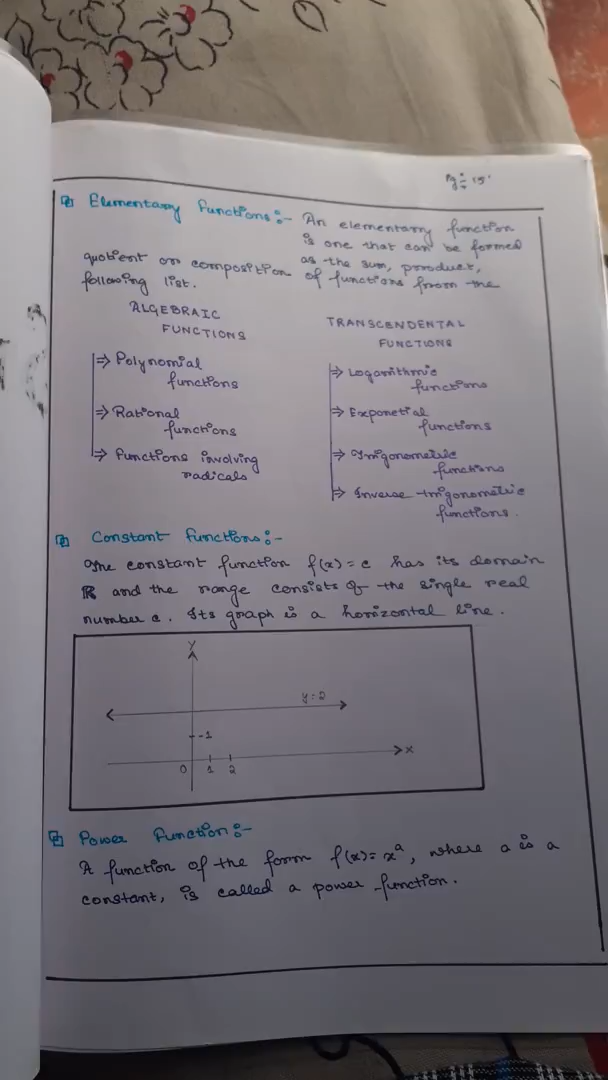 Pg:- 15.
Elementary Functions:- An elementary function
is one that can be formed
as the sum, product,
quotient or composition of functions from the
following list.
ALGEBRAIC
FUNCTIONS
⇒ Polynomial
functions
⇒ Rational
functions
⇒ Functions involving
radicals
TRANSCENDENTAL
FUNCTIONS
⇒ Logarithmic
functions
⇒ Exponetial
functions
⇒ Trigonometric
functions
⇒ Inverse trigonometric
functions.
Constant Functions:-
The constant function f(x)=c has its domain
R and the range consists of the single real
number c. Its graph is a horizontal line.
Y
y=2
-1
X
0 1 2
Power Function:-
A function of the form f(x)= xᵃ, where a is a
constant, is called a power function.